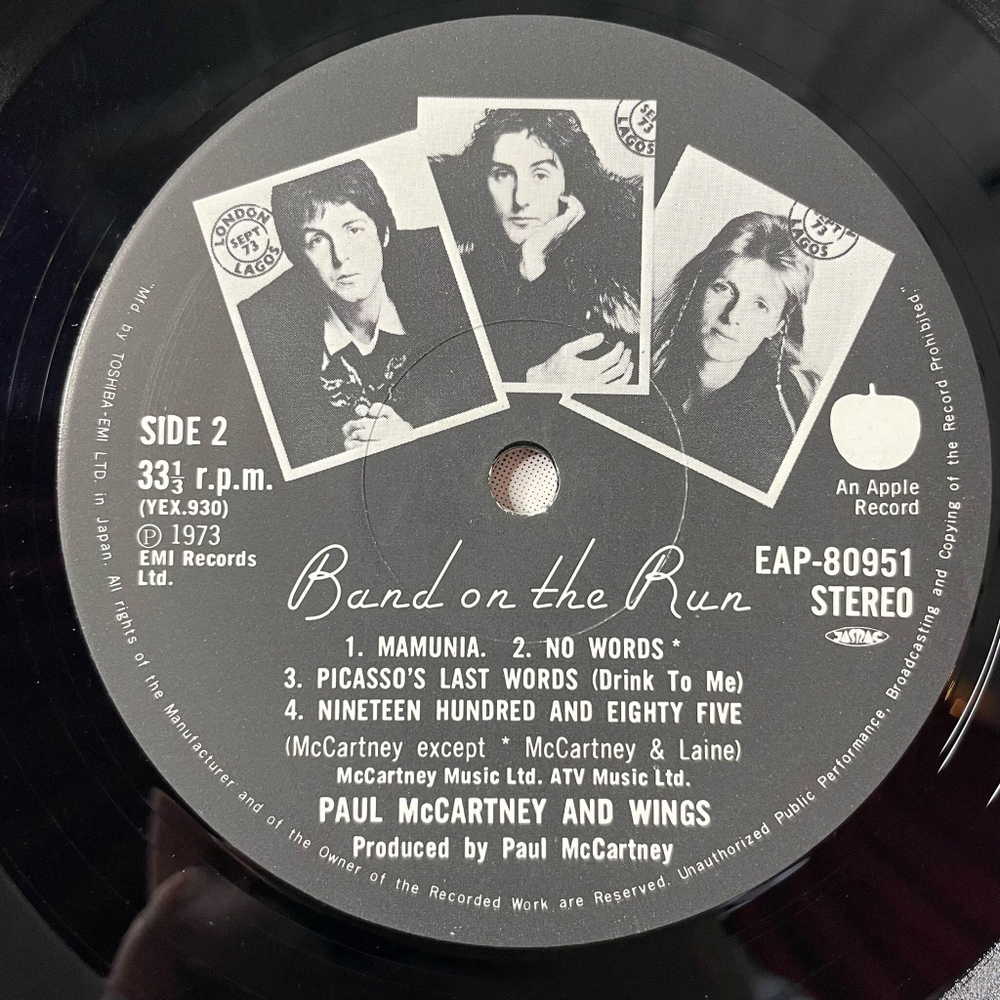 LONDON
SEPT
73
LAGOS
SE
73
LAGOS
73
LAGOS
SIDE 2
33⅓ r.p.m.
(YEX.930)
Ⓟ 1973
EMI Records
Ltd.
An Apple
Record
EAP-80951
STEREO
JASRAC
Band on the Run
1. MAMUNIA. 2. NO WORDS *
3. PICASSO'S LAST WORDS (Drink To Me)
4. NINETEEN HUNDRED AND EIGHTY FIVE
(McCartney except * McCartney & Laine)
McCartney Music Ltd. ATV Music Ltd.
PAUL McCARTNEY AND WINGS
Produced by Paul McCartney
"Mfd. by TOSHIBA-EMI LTD. in Japan. All rights of the Manufacturer and of the Owner of the Recorded Work are Reserved. Unauthorized Public Performance, Broadcasting and Copying of the Record Prohibited."